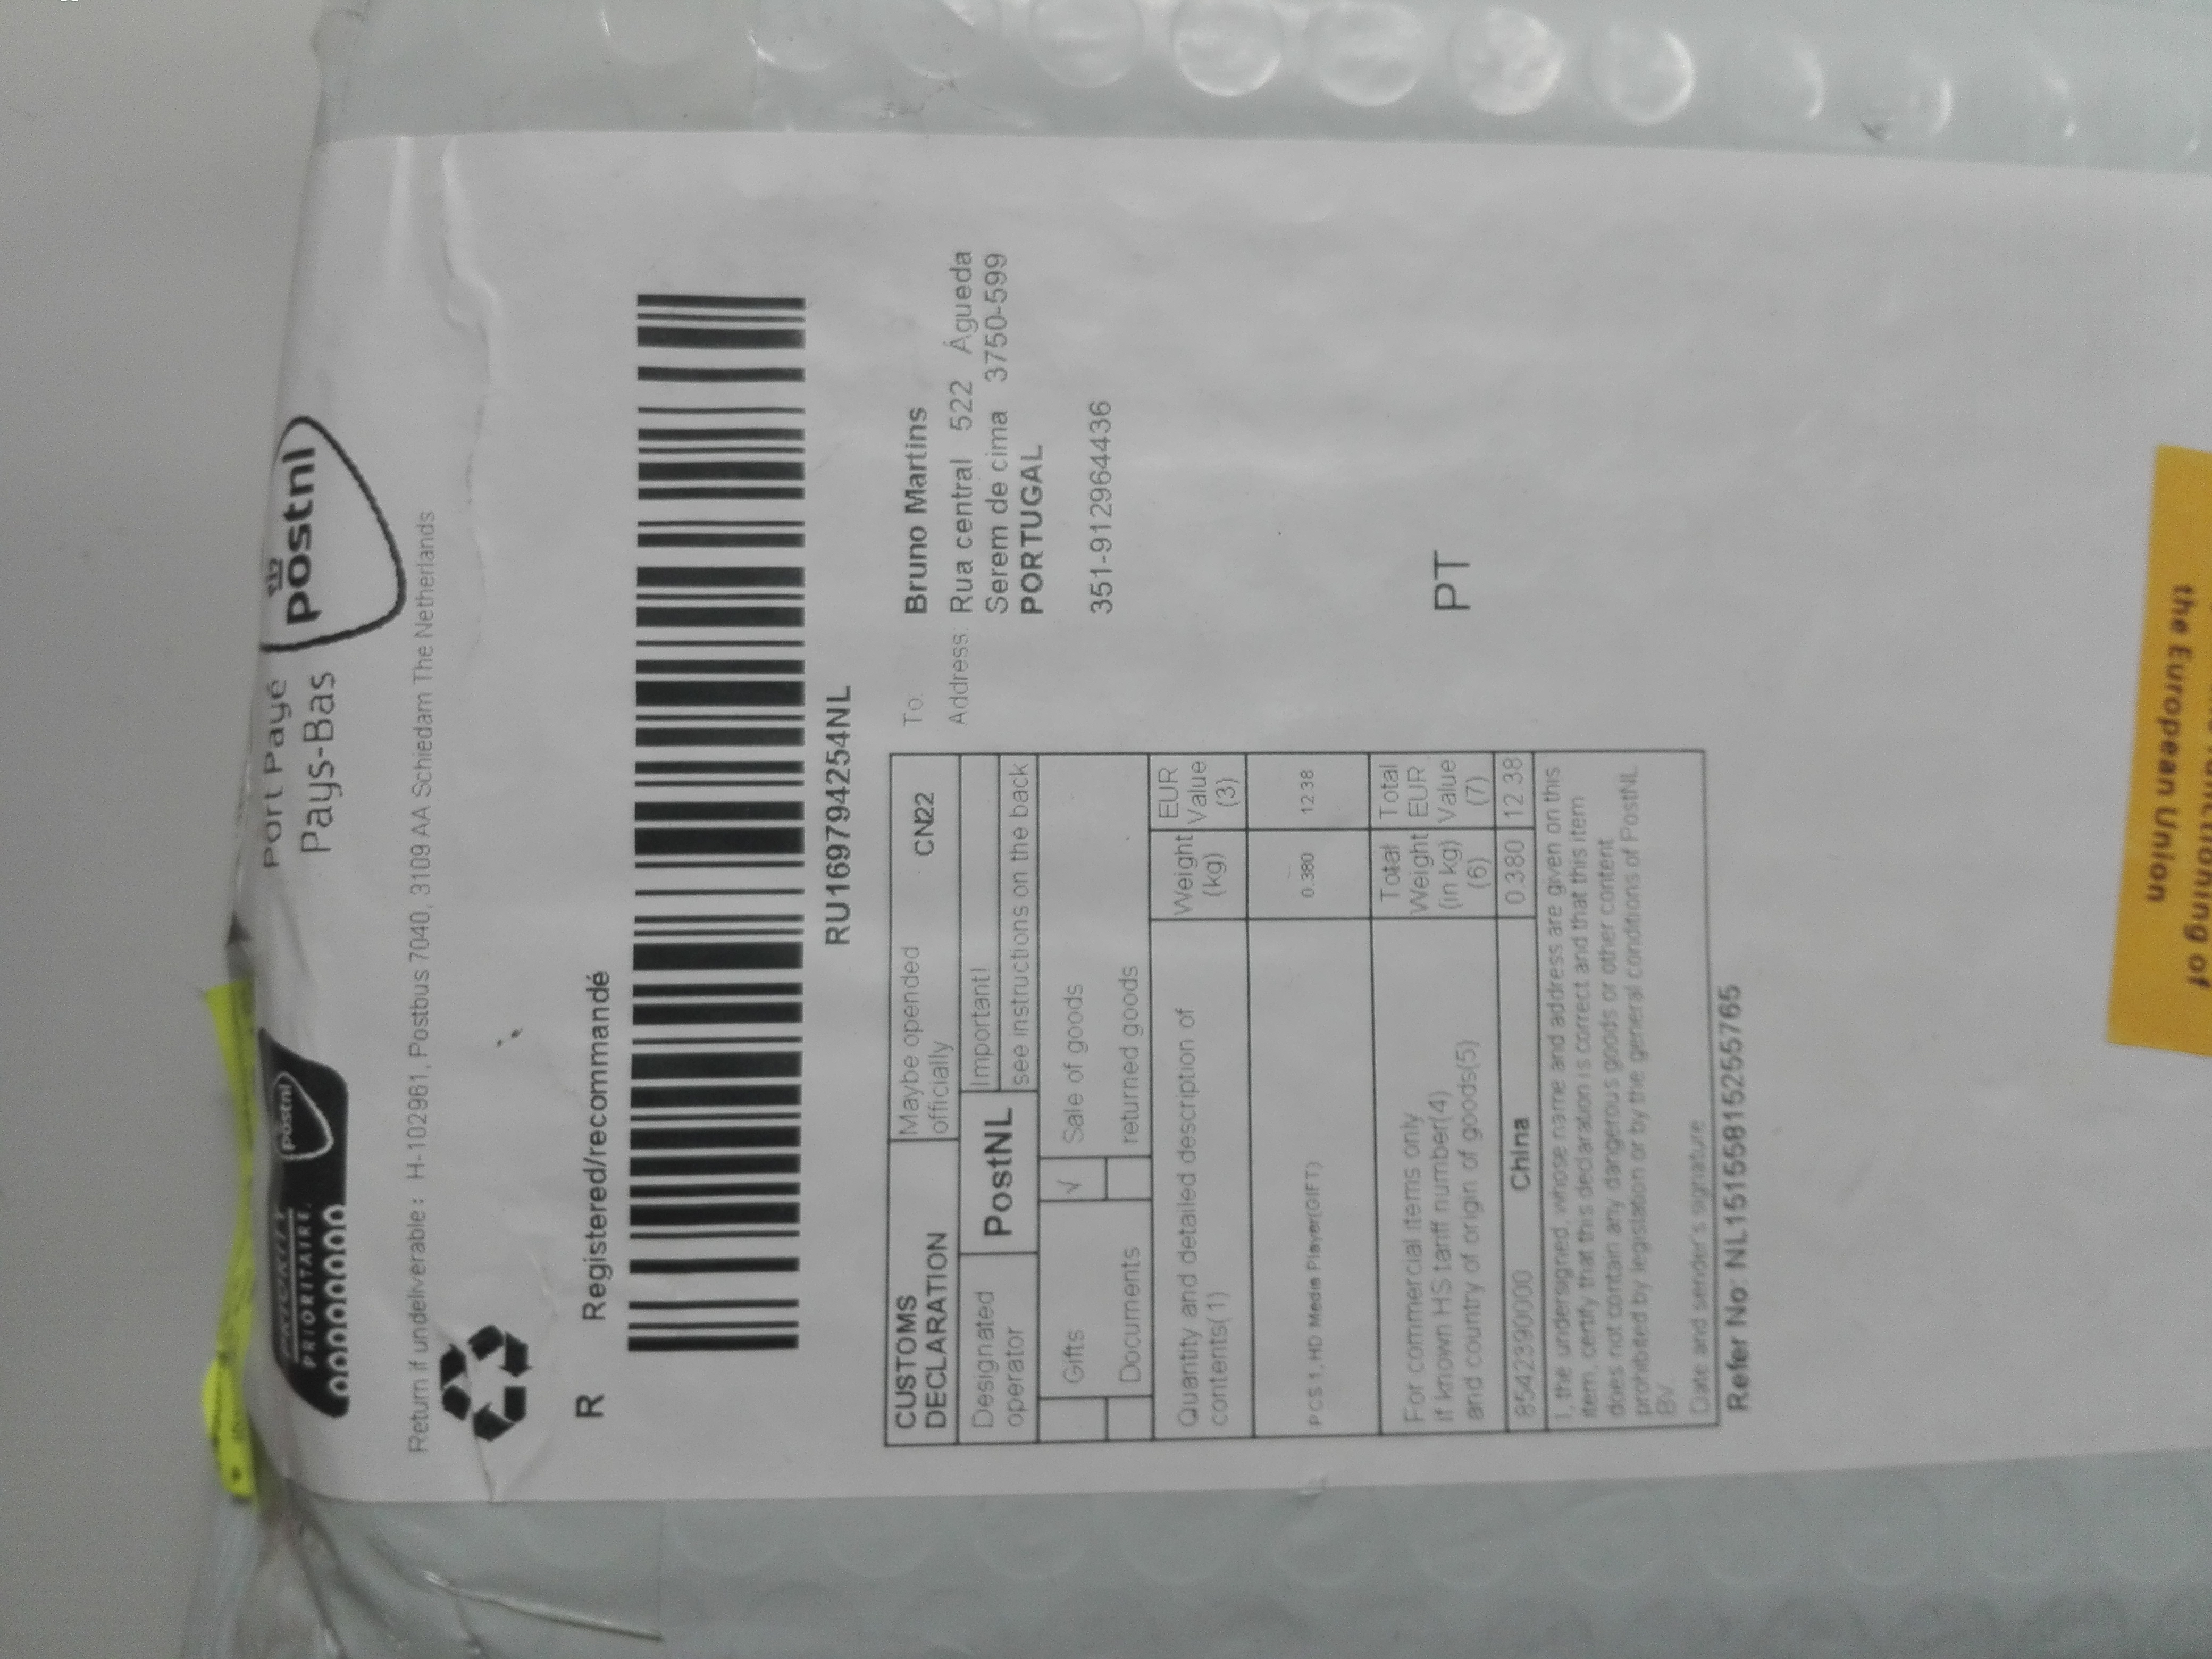 PRIORITY
PRIORITAIRE
postnl
Port Payé
Pays-Bas
postnl
Return if undeliverable : H-102981, Postbus 7040, 3109 AA Schiedam The Netherlands
R Registered/recommandé
RU169794254NL
CUSTOMS DECLARATION
Maybe opended officially
CN22
Designated operator
PostNL
Important!
see instructions on the back
Gifts
√ Sale of goods
Documents
returned goods
Quantity and detailed description of contents(1)
Weight (kg)
EUR Value (3)
PCS 1, HD Media Player(GIFT)
0.380
12.38
For commercial items only
if known HS tariff number(4)
and country of origin of goods(5)
Total Weight (in kg) (6)
Total EUR Value (7)
8542390000 China 0.380 12.38
I, the undersigned, whose name and address are given on this
item, certify that this declaration is correct and that this item
does not contain any dangerous goods or other content
prohibited by legislation or by the general conditions of PostNL
BV.
Date and sender's signature
Refer No: NL151558152555765
To: Bruno Martins
Address: Rua central 522 Águeda
Serem de cima 3750-599
PORTUGAL
351-912964436
PT
functioning of
the European Union